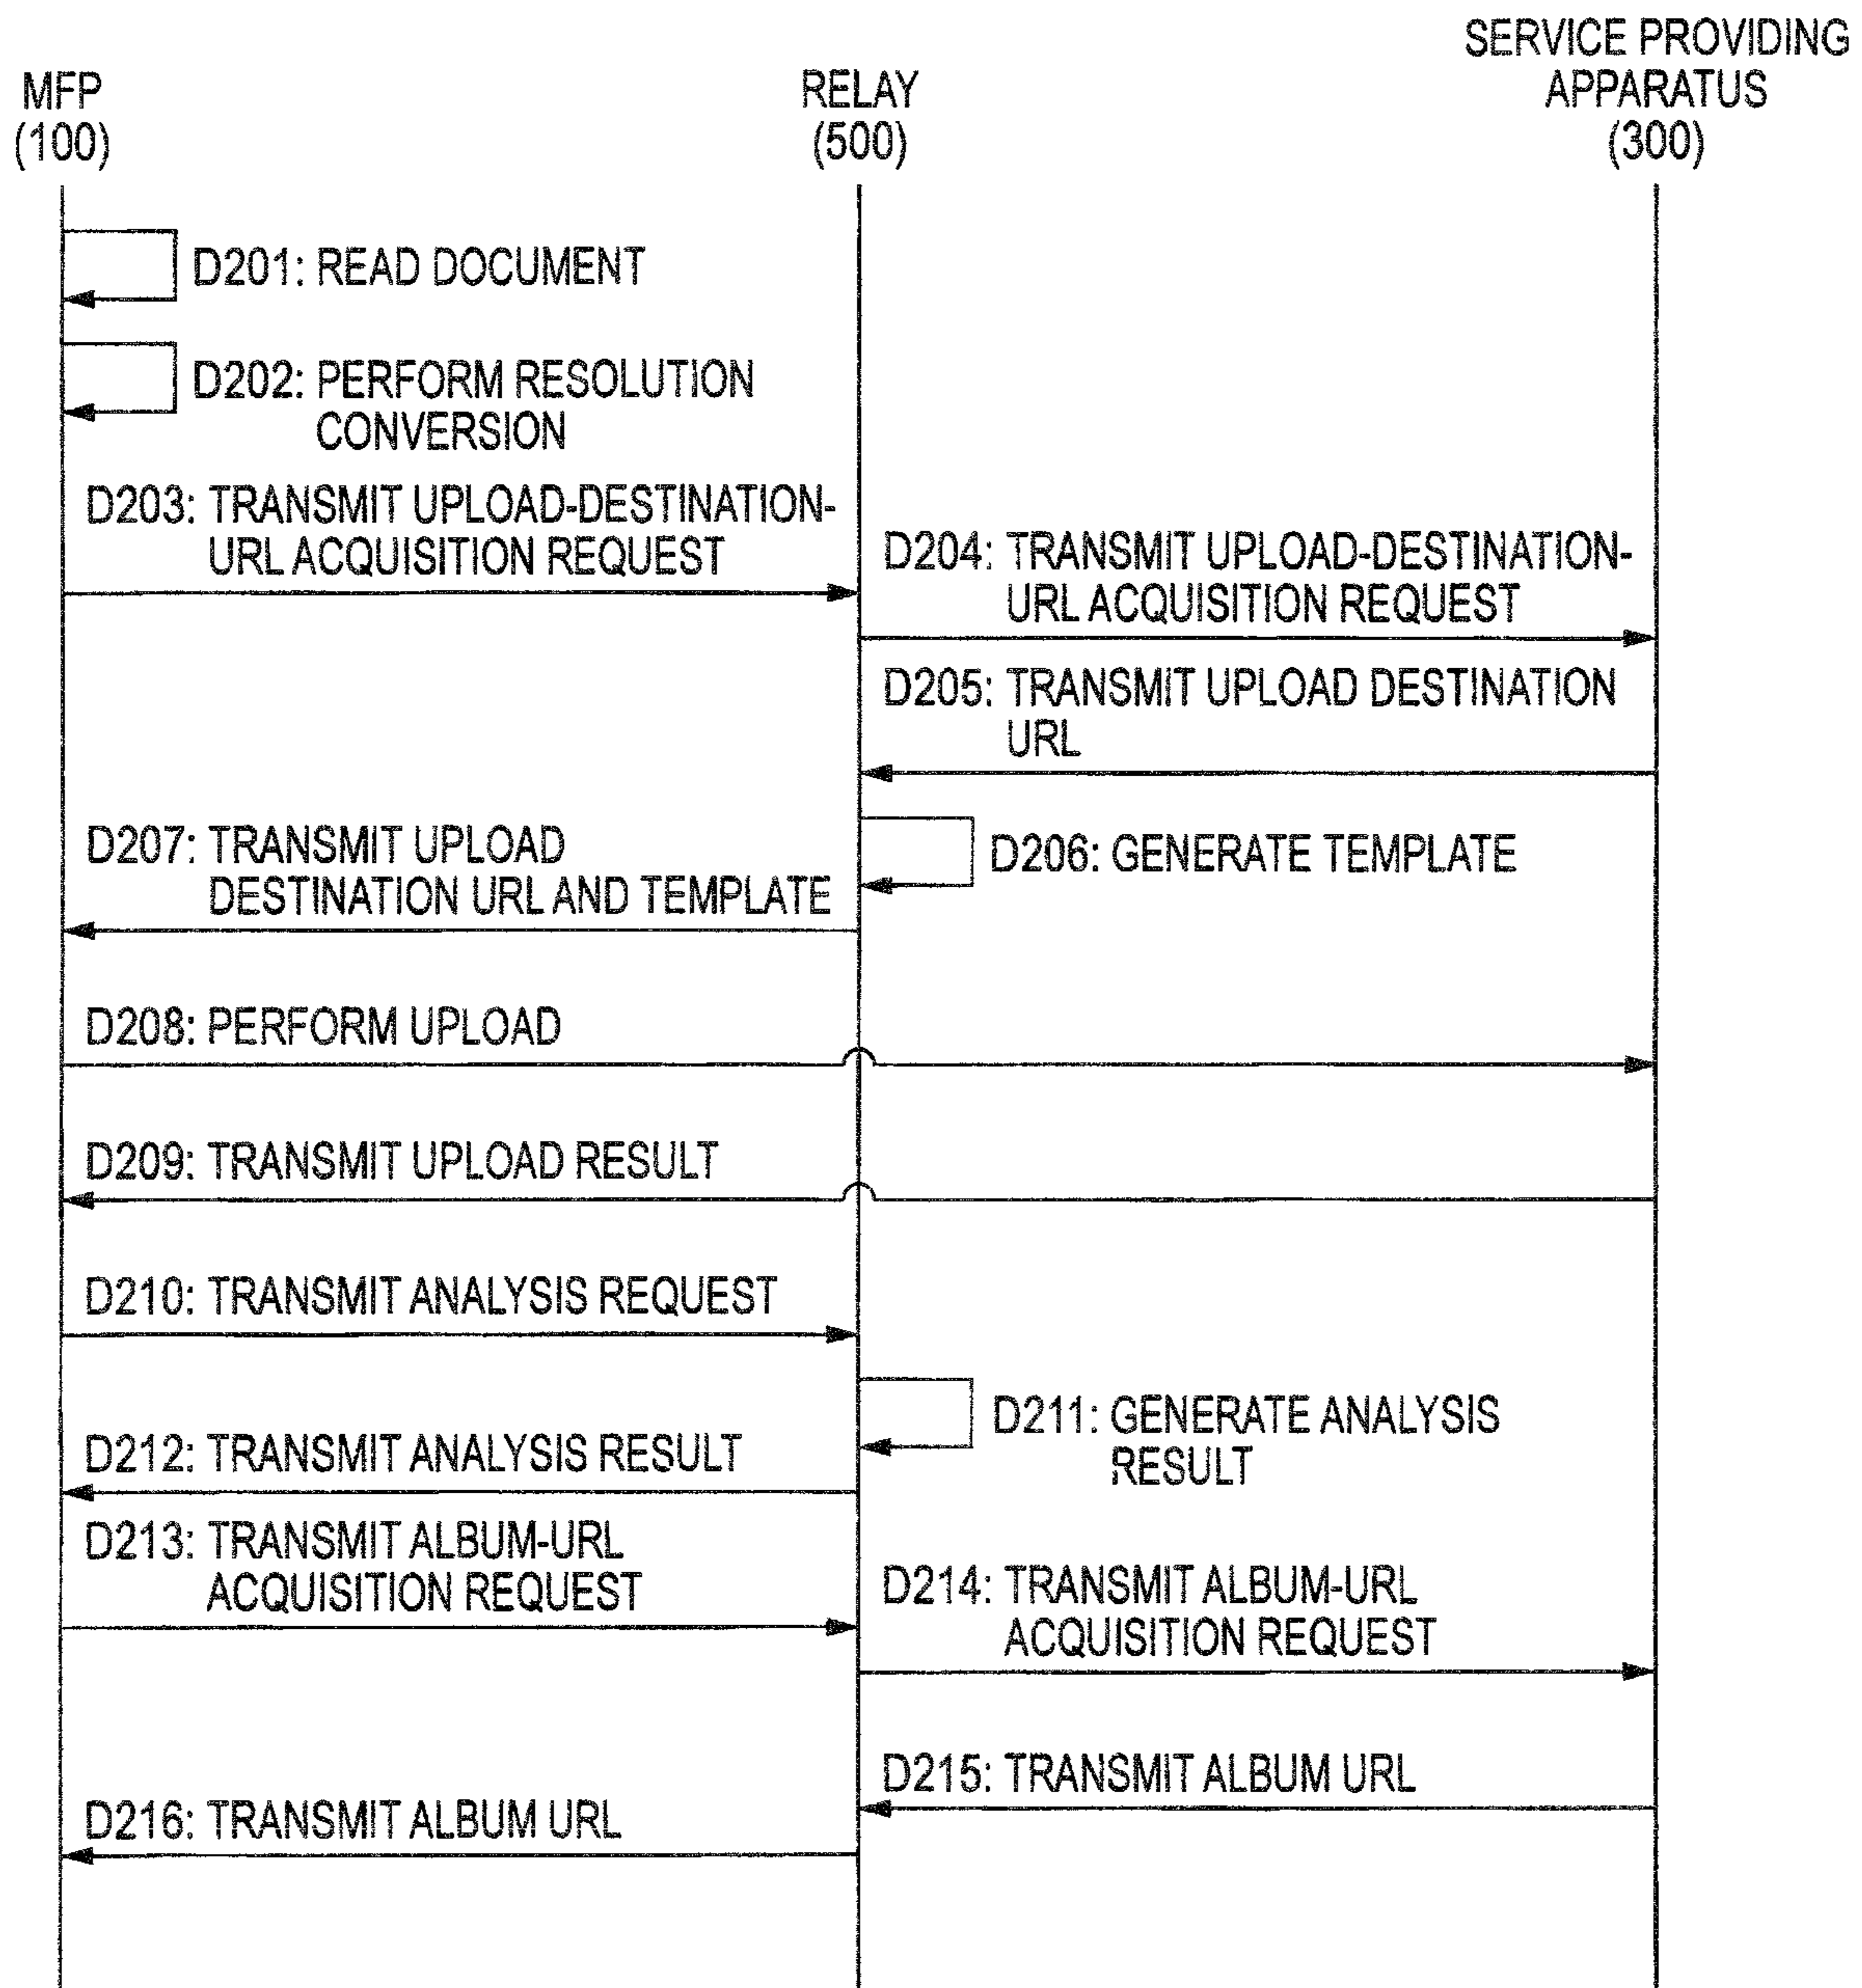 MFP
(100)
RELAY
(500)
SERVICE PROVIDING
APPARATUS
(300)
D201: READ DOCUMENT
D202: PERFORM RESOLUTION
CONVERSION
D203: TRANSMIT UPLOAD-DESTINATION-
URL ACQUISITION REQUEST
D204: TRANSMIT UPLOAD-DESTINATION-
URL ACQUISITION REQUEST
D205: TRANSMIT UPLOAD DESTINATION
URL
D206: GENERATE TEMPLATE
D207: TRANSMIT UPLOAD
DESTINATION URL AND TEMPLATE
D208: PERFORM UPLOAD
D209: TRANSMIT UPLOAD RESULT
D210: TRANSMIT ANALYSIS REQUEST
D211: GENERATE ANALYSIS
RESULT
D212: TRANSMIT ANALYSIS RESULT
D213: TRANSMIT ALBUM-URL
ACQUISITION REQUEST
D214: TRANSMIT ALBUM-URL
ACQUISITION REQUEST
D215: TRANSMIT ALBUM URL
D216: TRANSMIT ALBUM URL